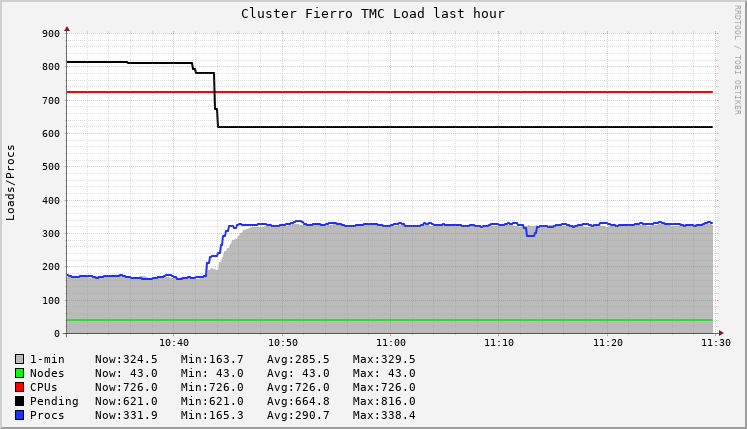 Cluster Fierro TMC Load last hour
RRDTOOL / TOBI OETIKER
Loads/Procs
900
800
700
600
500
400
300
200
100
0
10:40 10:50 11:00 11:10 11:20 11:30
1-min Now:324.5 Min:163.7 Avg:285.5 Max:329.5
Nodes Now: 43.0 Min: 43.0 Avg: 43.0 Max: 43.0
CPUs Now:726.0 Min:726.0 Avg:726.0 Max:726.0
Pending Now:621.0 Min:621.0 Avg:664.8 Max:816.0
Procs Now:331.9 Min:165.3 Avg:290.7 Max:338.4